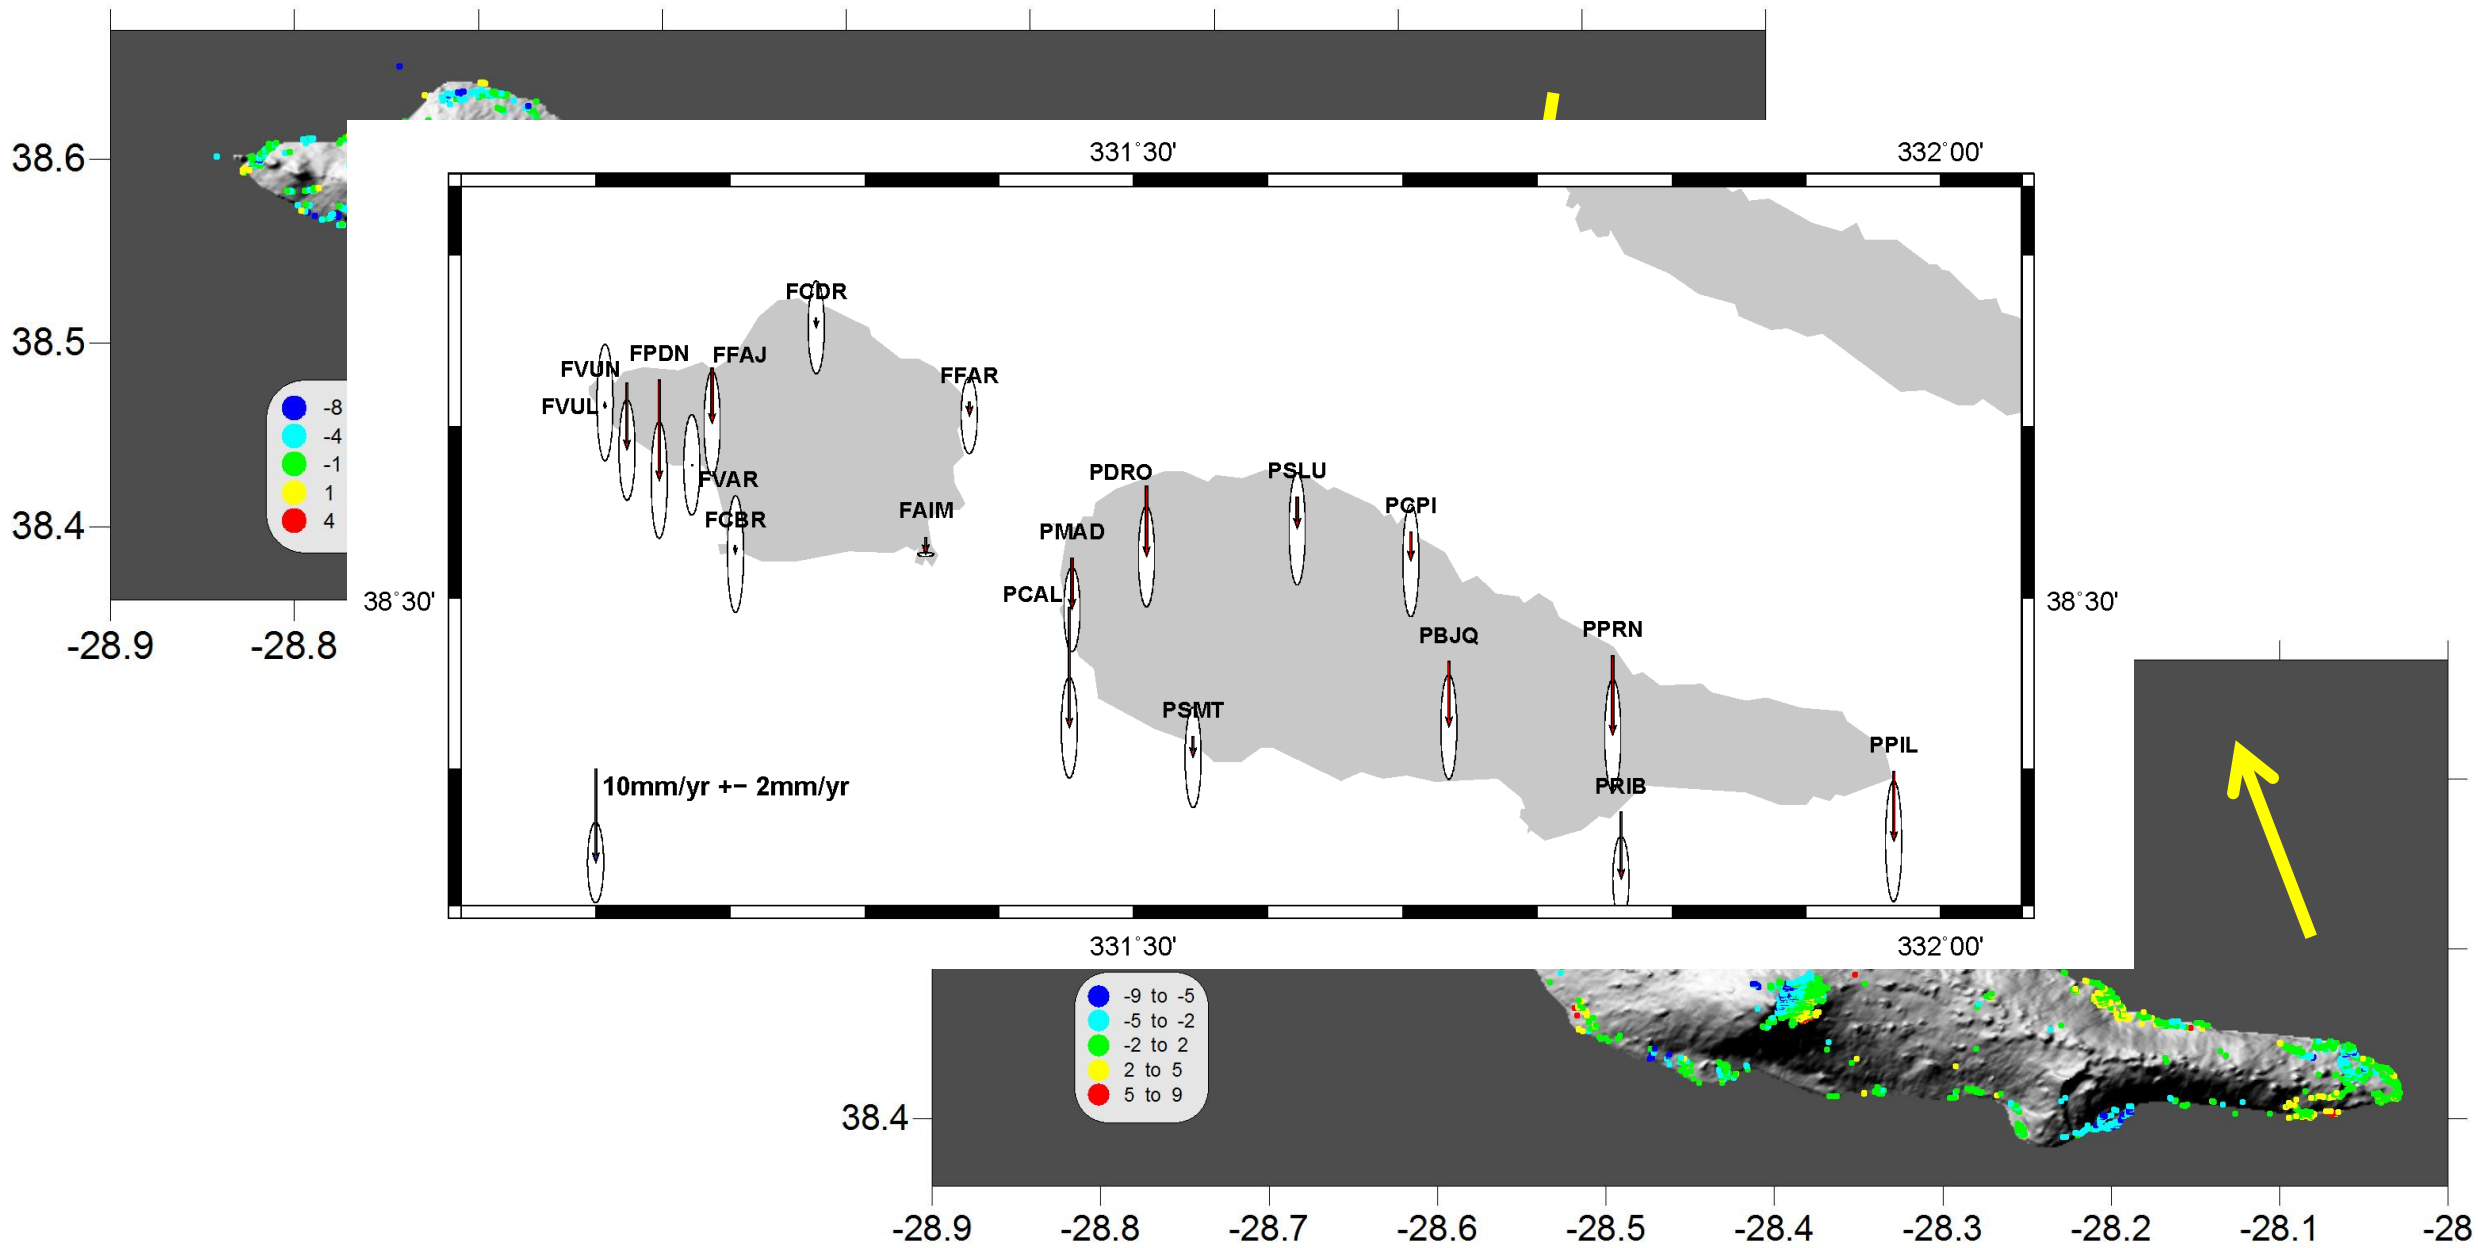 38.6
38.5
38.4
-28.9
-28.8
-8
-4
-1
1
4
331°30'
332°00'
FCDR
FPDN
FFAJ
FVUN
FFAR
FVUL
PDRO
PSLU
FVAR
PCPI
FAIM
FCBR
PMAD
PCAL
38°30'
38°30'
PPRN
PBJQ
PSMT
PPIL
10mm/yr +− 2mm/yr
PRIB
331°30'
332°00'
-9 to -5
-5 to -2
-2 to 2
2 to 5
5 to 9
38.4
-28.9
-28.8
-28.7
-28.6
-28.5
-28.4
-28.3
-28.2
-28.1
-28